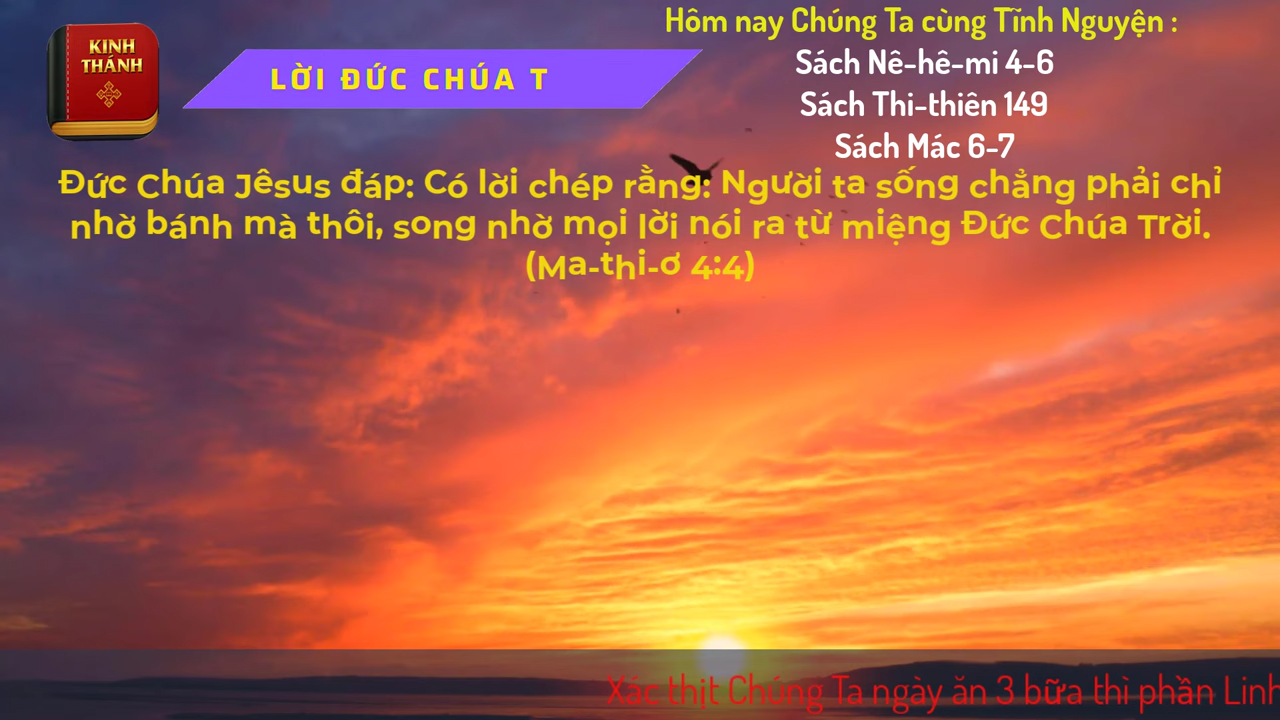 KINH
THÁNH
LỜI ĐỨC CHÚA T
Hôm nay Chúng Ta cùng Tĩnh Nguyện :
Sách Nê-hê-mi 4-6
Sách Thi-thiên 149
Sách Mác 6-7
Đức Chúa Jêsus đáp: Có lời chép rằng: Người ta sống chẳng phải chỉ
nhờ bánh mà thôi, song nhờ mọi lời nói ra từ miệng Đức Chúa Trời.
(Ma-thi-ơ 4:4)
Xác thịt Chúng Ta ngày ăn 3 bữa thì phần Linh